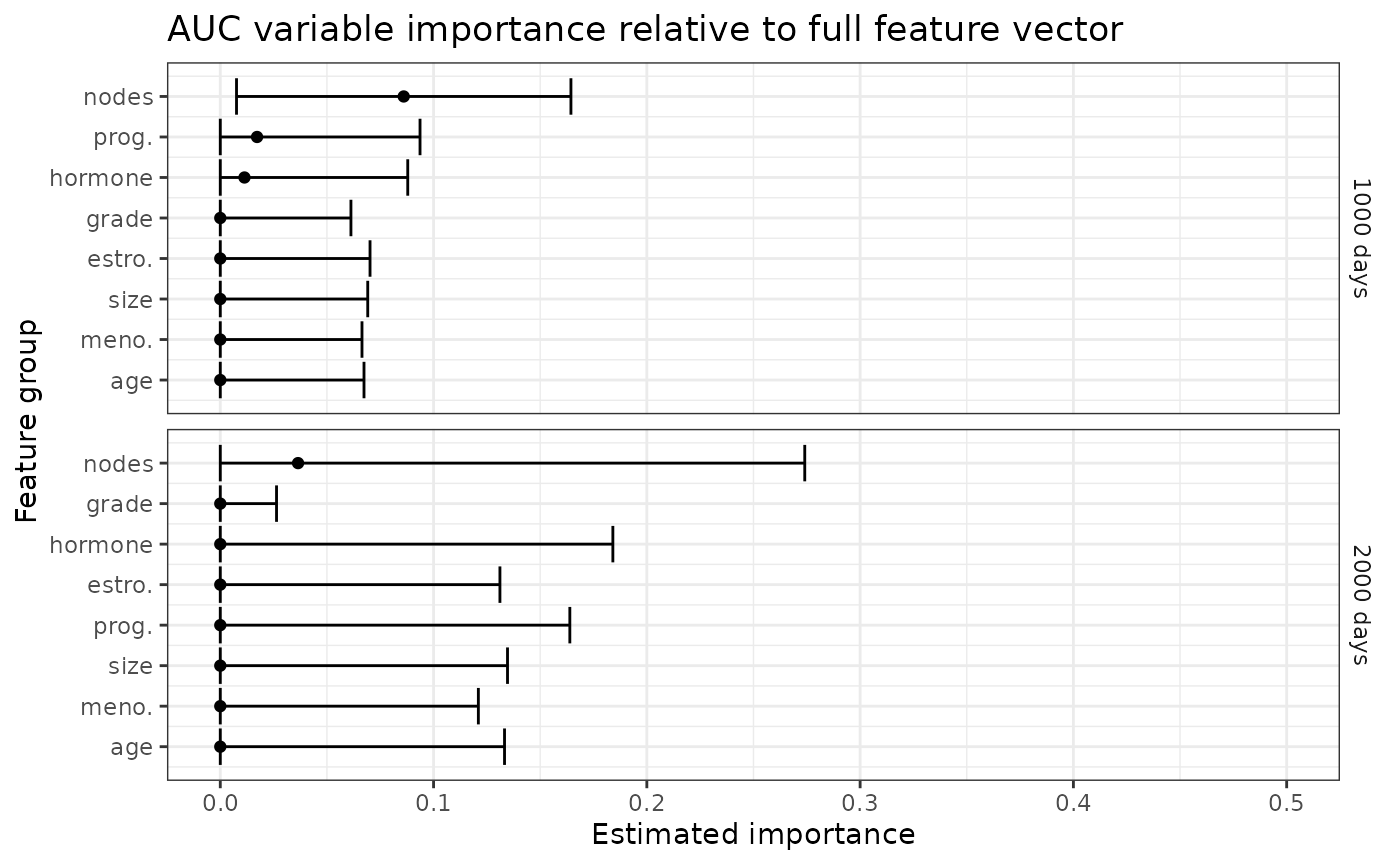 AUC variable importance relative to full feature vector
Feature group
nodes
prog.
hormone
grade
estro.
size
meno.
age
1000 days
nodes
grade
hormone
estro.
prog.
size
meno.
age
2000 days
0.0 0.1 0.2 0.3 0.4 0.5
Estimated importance